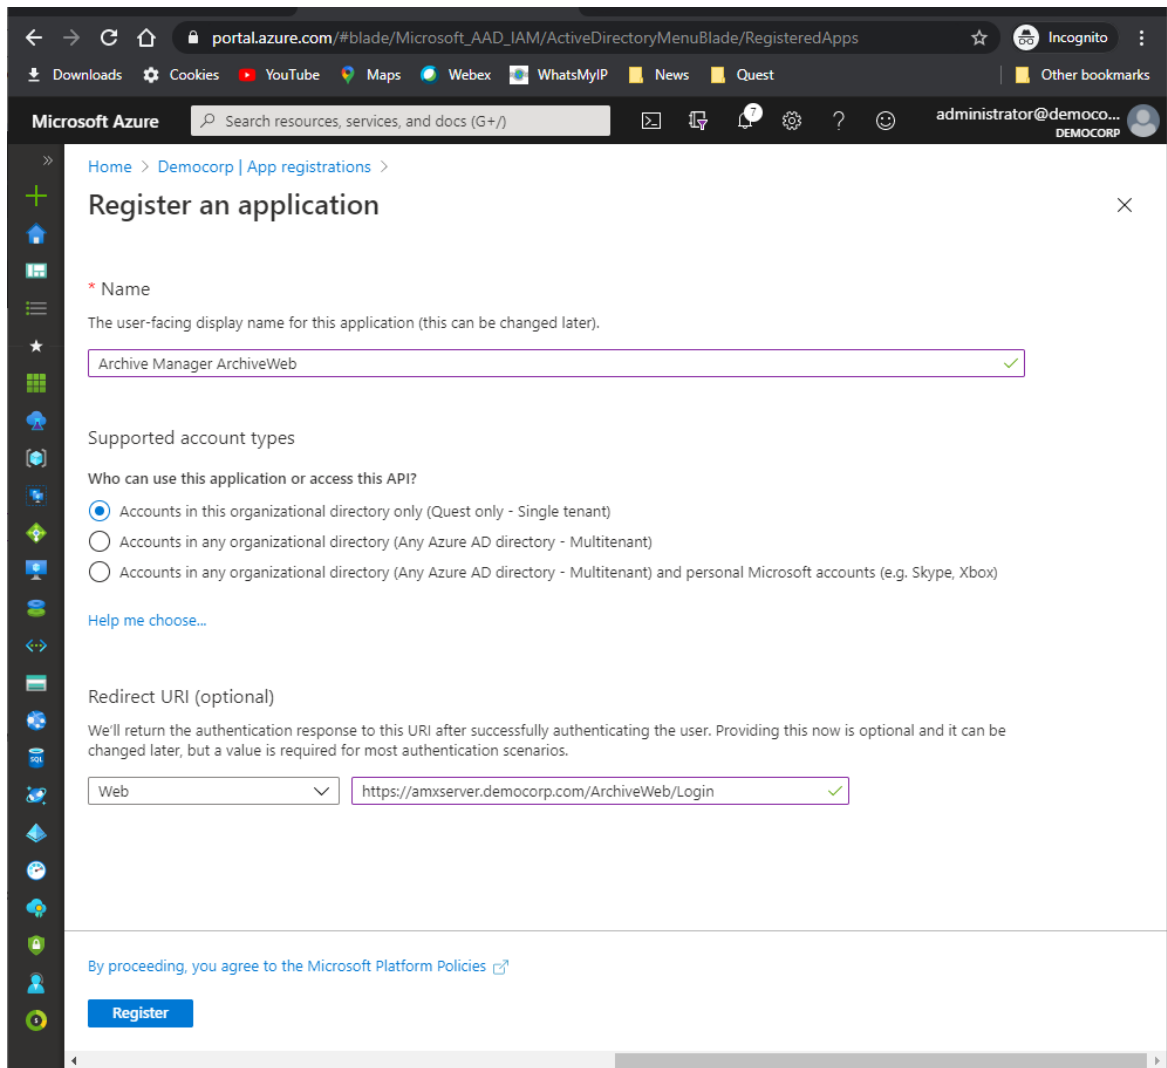 portal.azure.com/#blade/Microsoft_AAD_IAM/ActiveDirectoryMenuBlade/RegisteredApps
Incognito
Downloads Cookies YouTube Maps Webex WhatsMyIP News Quest Other bookmarks
Microsoft Azure
Search resources, services, and docs (G+/)
7
administrator@democo...
DEMOCORP
Home > Democorp | App registrations >
Register an application
* Name
The user-facing display name for this application (this can be changed later).
Archive Manager ArchiveWeb
Supported account types
Who can use this application or access this API?
Accounts in this organizational directory only (Quest only - Single tenant)
Accounts in any organizational directory (Any Azure AD directory - Multitenant)
Accounts in any organizational directory (Any Azure AD directory - Multitenant) and personal Microsoft accounts (e.g. Skype, Xbox)
Help me choose...
Redirect URI (optional)
We'll return the authentication response to this URI after successfully authenticating the user. Providing this now is optional and it can be
changed later, but a value is required for most authentication scenarios.
Web
https://amxserver.democorp.com/ArchiveWeb/Login
SQL
By proceeding, you agree to the Microsoft Platform Policies
Register